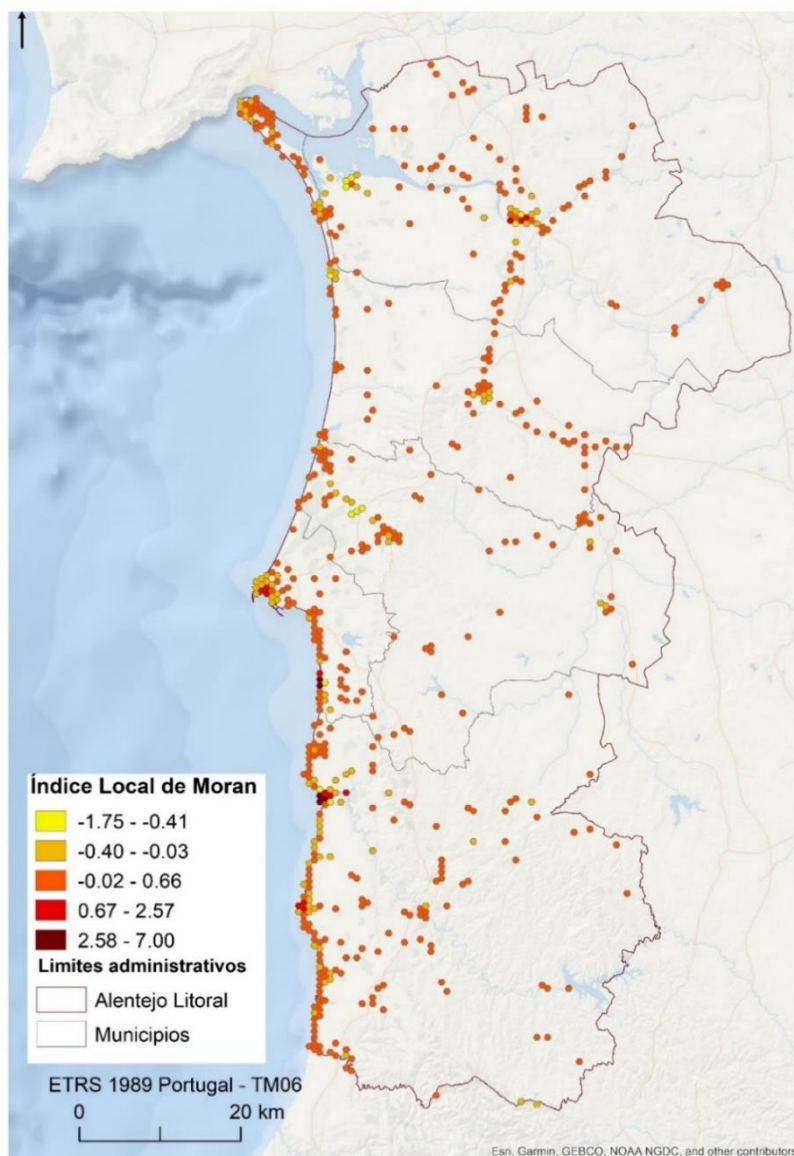 Índice Local de Moran
-1.75 - -0.41
-0.40 - -0.03
-0.02 - 0.66
0.67 - 2.57
2.58 - 7.00
Limites administrativos
Alentejo Litoral
Municipios
ETRS 1989 Portugal - TM06
0 20 km
Esri, Garmin, GEBCO, NOAA NGDC, and other contributors